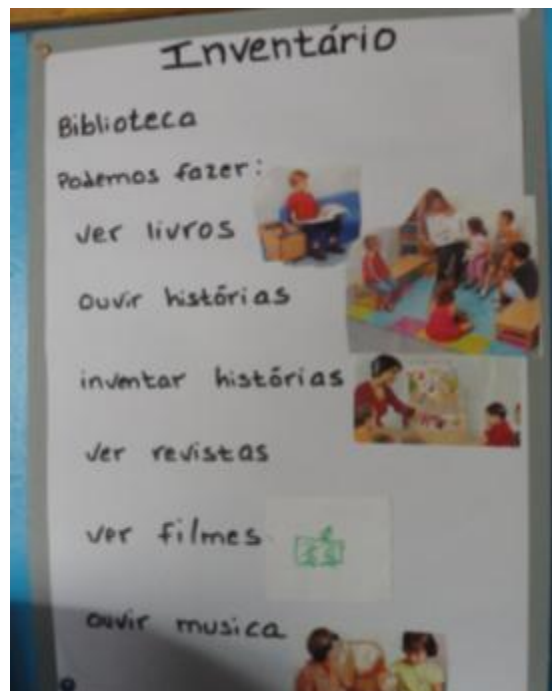 Inventário
Biblioteca
Podemos fazer:
ver livros
ouvir histórias
inventar histórias
ver revistas
ver filmes
ouvir musica